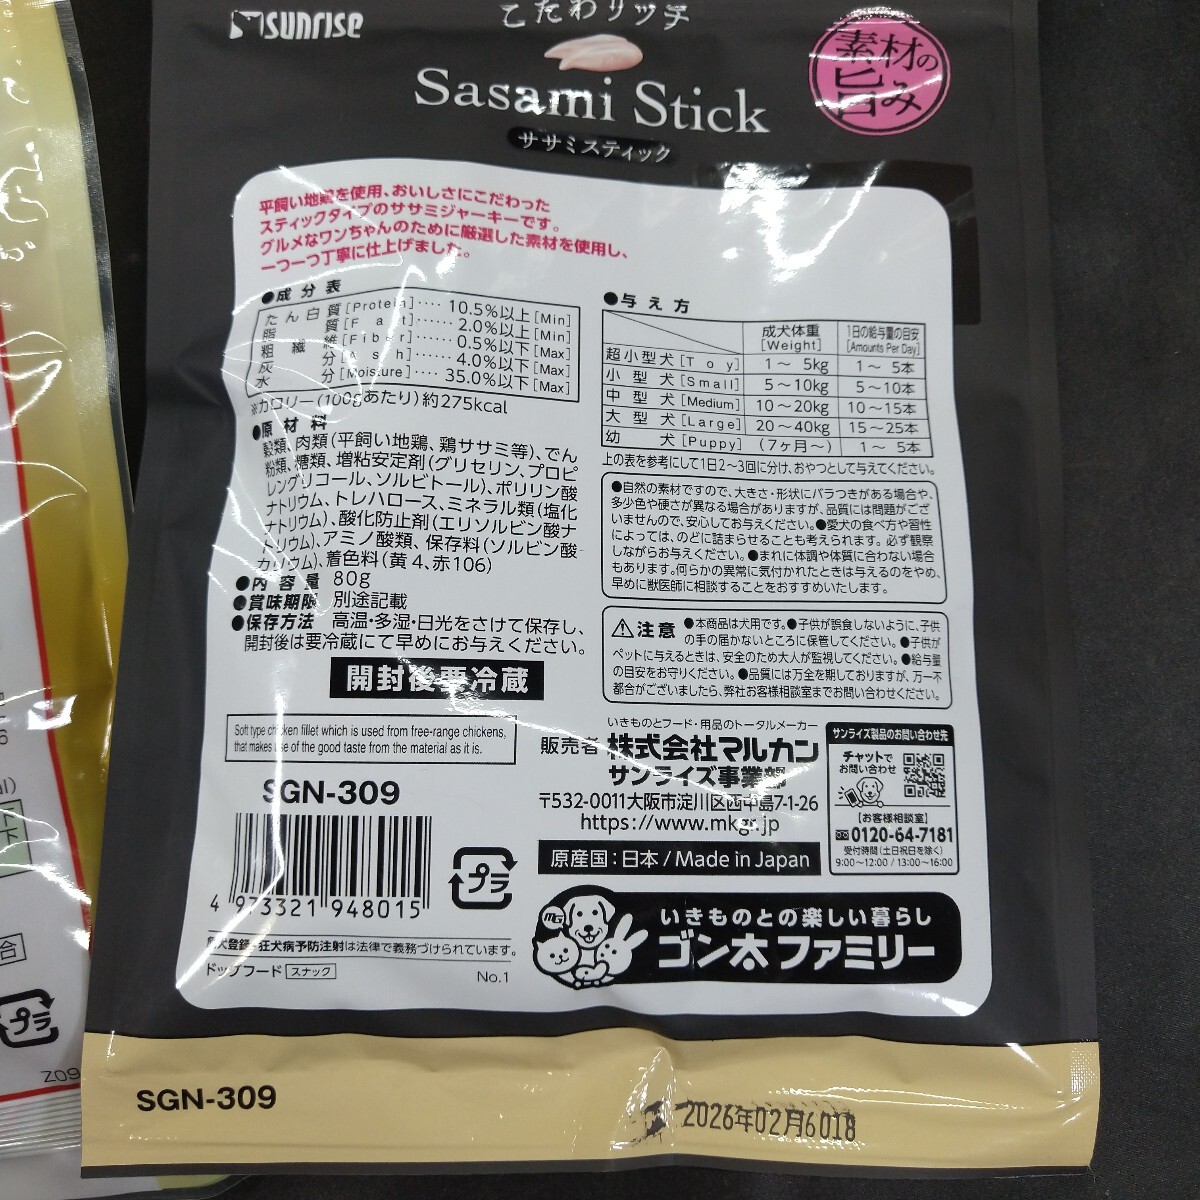 SUNRISE
こだわリッチ
Sasami Stick
ササミスティック
素材の
旨み
平飼い地鶏を使用、おいしさにこだわった
スティックタイプのササミジャーキーです。
グルメなワンちゃんのために厳選した素材を使用し、
一つ一つ丁寧に仕上げました。
●成分表
たん白質[Protein]‥‥ 10.5%以上[Min]
脂質[Fat]‥‥‥ 2.0%以上[Min]
粗繊維[Fiber]‥‥‥ 0.5%以下[Max]
灰分[Ash]‥‥‥ 4.0%以下[Max]
水分[Moisture]‥‥ 35.0%以下[Max]
※カロリー(100gあたり)約275kcal
●原材料
穀類、肉類(平飼い地鶏、鶏ササミ等)、でん
粉類、糖類、増粘安定剤(グリセリン、プロピ
レングリコール、ソルビトール)、ポリリン酸
ナトリウム、トレハロース、ミネラル類(塩化
ナトリウム)、酸化防止剤(エリソルビン酸ナ
トリウム)、アミノ酸類、保存料(ソルビン酸
カリウム)、着色料(黄4、赤106)
●内容量 80g
●賞味期限 別途記載
●保存方法 高温・多湿・日光をさけて保存し、
開封後は要冷蔵にて早めにお与えください。
開封後要冷蔵
Soft type chicken fillet which is used from free-range chickens,
that makes use of the good taste from the material as it is.
SGN-309
4 973321 948015
プラ
畜犬登録・狂犬病予防注射は法律で義務づけられています。
ドッグフード スナック
No.1
●与え方
成犬体重 [Weight] 1日の給与量の目安 [Amounts Per Day]
超小型犬[Toy] 1〜5kg 1〜5本
小型犬[Small] 5〜10kg 5〜10本
中型犬[Medium] 10〜20kg 10〜15本
大型犬[Large] 20〜40kg 15〜25本
幼犬[Puppy] (7ヶ月〜) 1〜5本
上の表を参考にして1日2〜3回に分け、おやつとして与えてください。
●自然の素材ですので、大きさ・形状にバラつきがある場合や、
多少色や硬さが異なる場合がありますが、品質には問題がござ
いませんので、安心してお与えください。●愛犬の食べ方や習性
によっては、のどに詰まらせることも考えられます。必ず観察
しながらお与えください。●まれに体調や体質に合わない場合
もあります。何らかの異常に気付かれたときは与えるのをやめ、
早めに獣医師に相談することをおすすめいたします。
⚠注意 ●本商品は犬用です。●子供が誤食しないように、子供
の手の届かないところに保管してください。●子供が
ペットに与えるときは、安全のため大人が監視してください。●給与量
の目安をお守りください。●品質には万全を期しておりますが、万一不
都合がございましたら、弊社お客様相談室までお問い合わせください。
いきものとフード・用品のトータルメーカー
販売者 株式会社マルカン
サンライズ事業部
〒532-0011大阪市淀川区西中島7-1-26
https://www.mkgr.jp
原産国:日本/Made in Japan
サンライズ製品のお問い合わせ先
チャットで
お問い合わせ
【お客様相談室】
0120-64-7181
受付時間(土日祝日を除く)
9:00〜12:00 / 13:00〜16:00
MG
いきものとの楽しい暮らし
ゴン太ファミリー
SGN-309
2026年02月6018
プラ
Z09